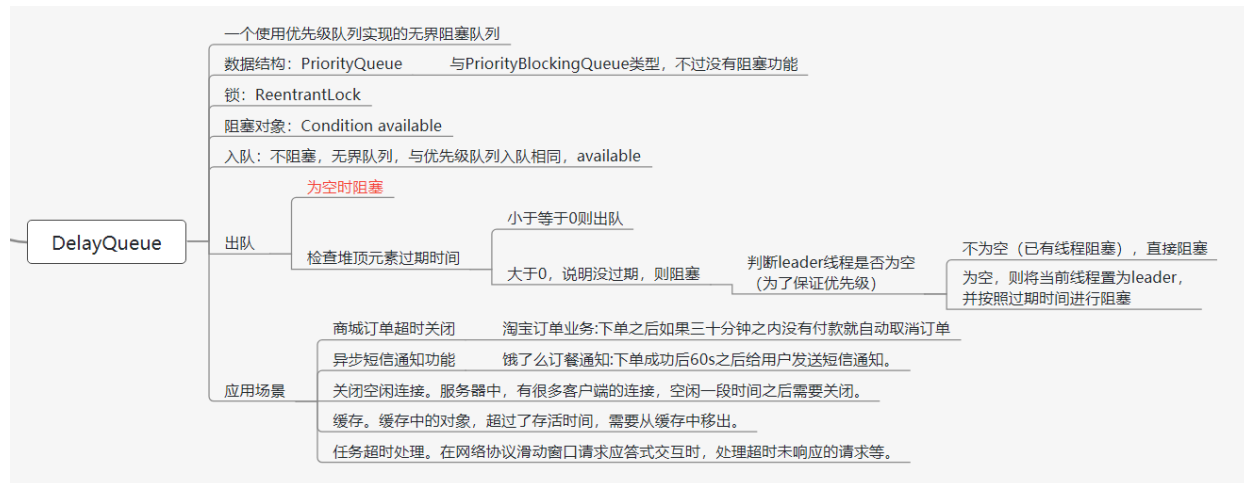 一个使用优先级队列实现的无界阻塞队列
数据结构：PriorityQueue 与PriorityBlockingQueue类型，不过没有阻塞功能
锁：ReentrantLock
阻塞对象：Condition available
入队：不阻塞，无界队列，与优先级队列入队相同，available
DelayQueue
出队
为空时阻塞
检查堆顶元素过期时间
小于等于0则出队
大于0，说明没过期，则阻塞
判断leader线程是否为空
（为了保证优先级）
不为空（已有线程阻塞），直接阻塞
为空，则将当前线程置为leader，
并按照过期时间进行阻塞
应用场景
商城订单超时关闭 淘宝订单业务:下单之后如果三十分钟之内没有付款就自动取消订单
异步短信通知功能 饿了么订餐通知:下单成功后60s之后给用户发送短信通知。
关闭空闲连接。服务器中，有很多客户端的连接，空闲一段时间之后需要关闭。
缓存。缓存中的对象，超过了存活时间，需要从缓存中移出。
任务超时处理。在网络协议滑动窗口请求应答式交互时，处理超时未响应的请求等。